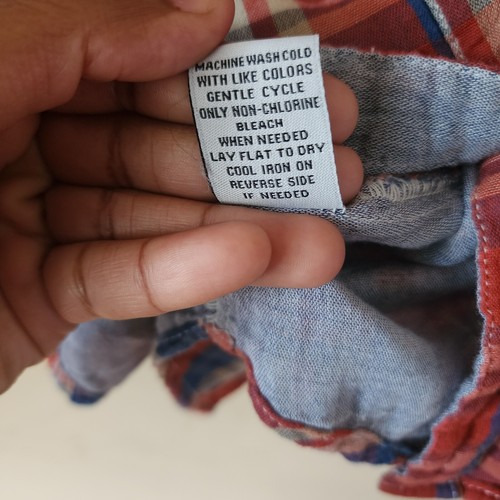 MACHINE WASH COLD
WITH LIKE COLORS
GENTLE CYCLE
ONLY NON-CHLORINE
BLEACH
WHEN NEEDED
LAY FLAT TO DRY
COOL IRON ON
REVERSE SIDE
IF NEEDED